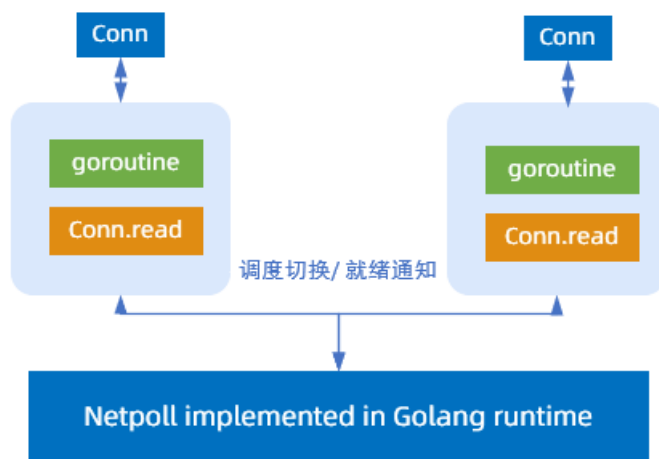 Conn
Conn
goroutine
Conn.read
goroutine
Conn.read
调度切换/ 就绪通知
Netpoll implemented in Golang runtime